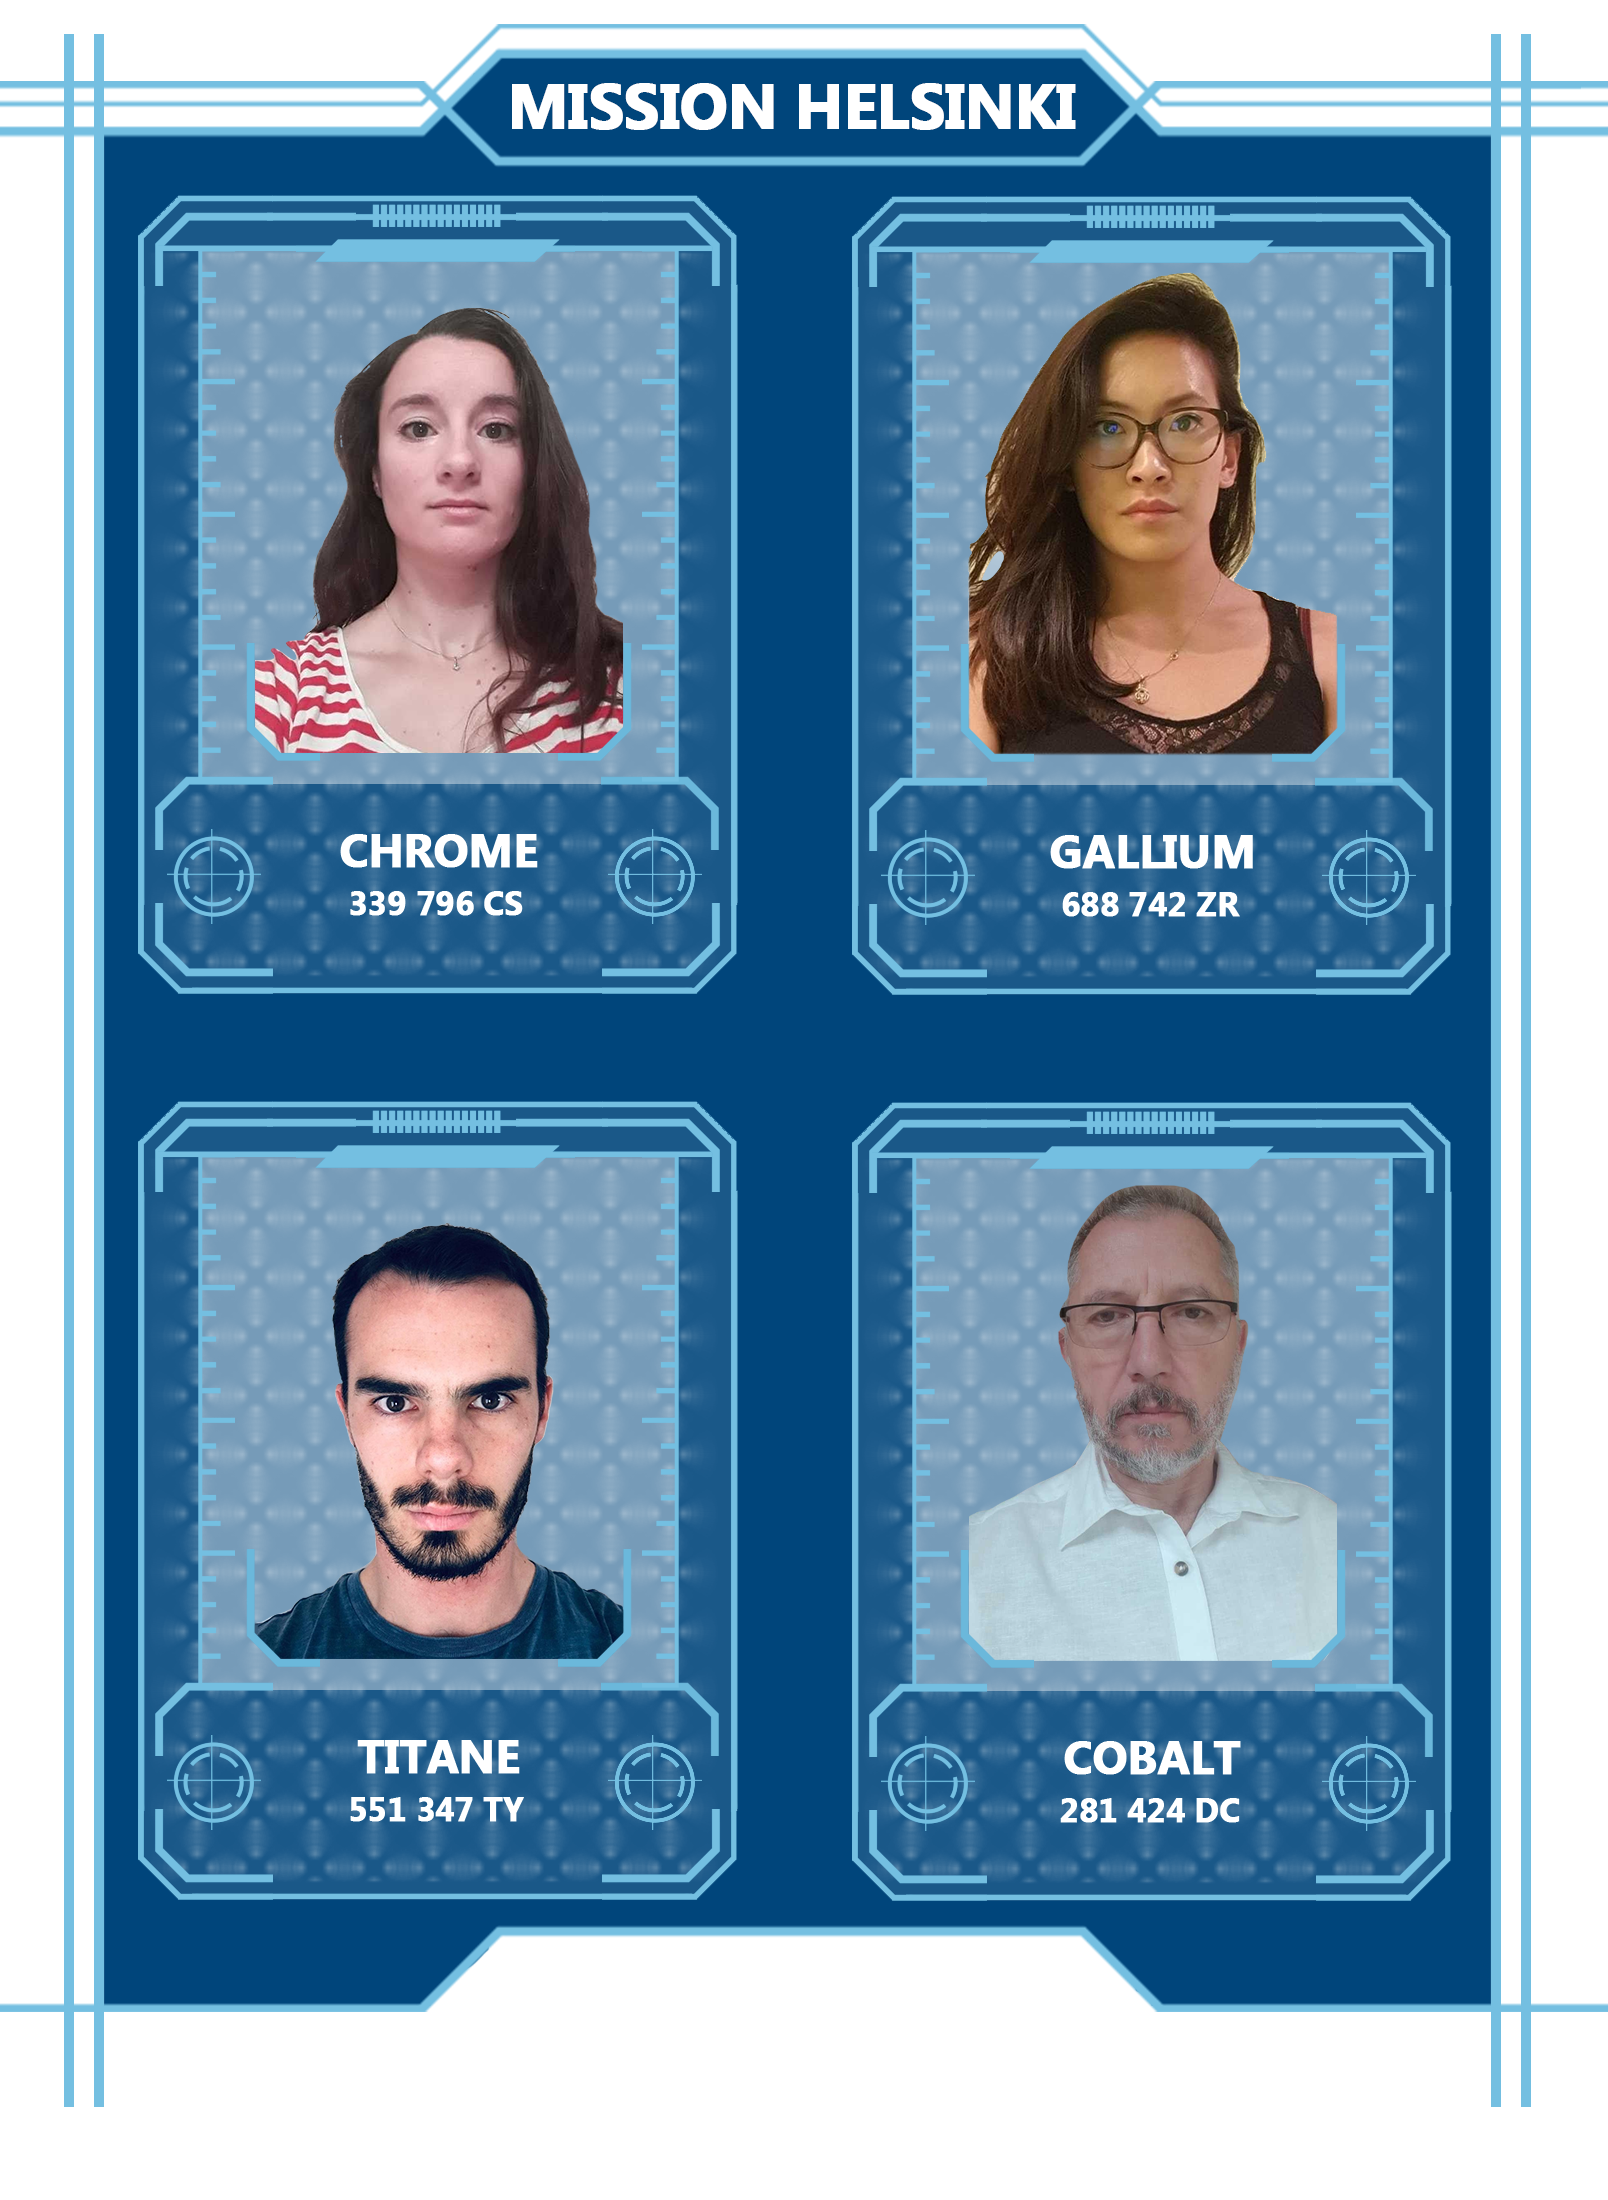 MISSION HELSINKI
CHROME
339 796 CS
GALLIUM
688 742 ZR
TITANE
551 347 TY
COBALT
281 424 DC